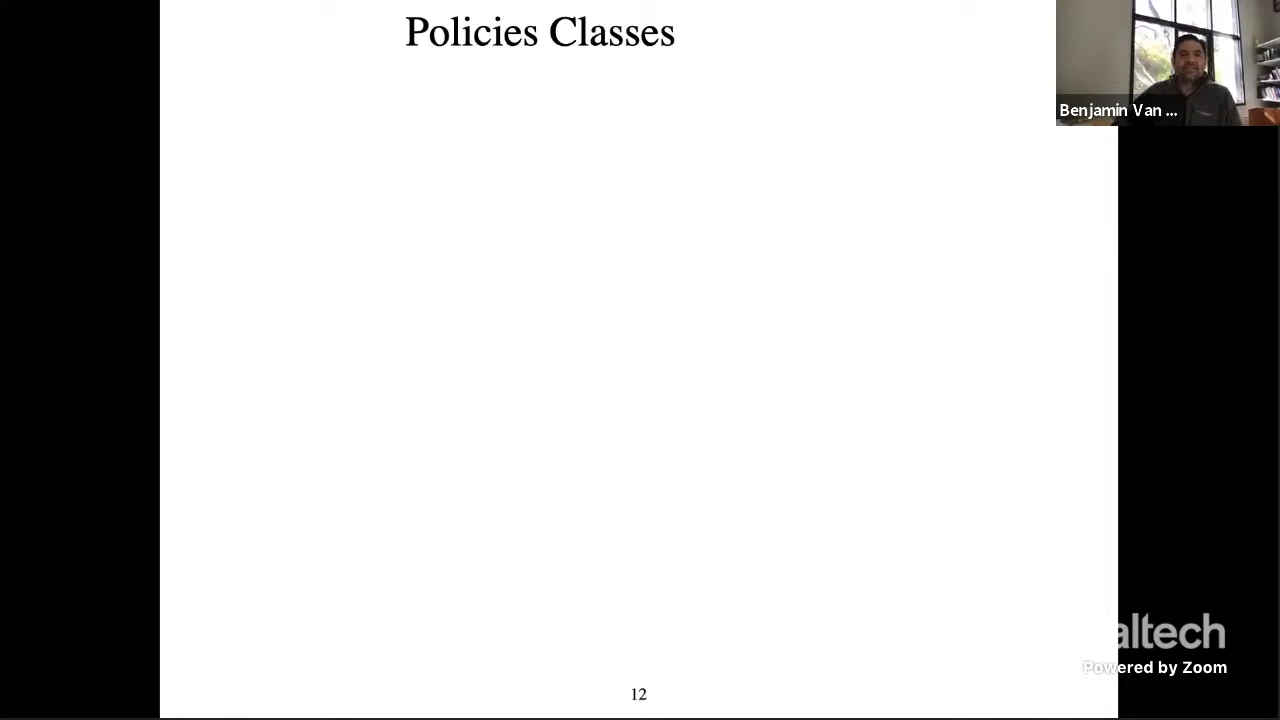 Policies Classes
Benjamin Van ...
altech
Powered by Zoom
12